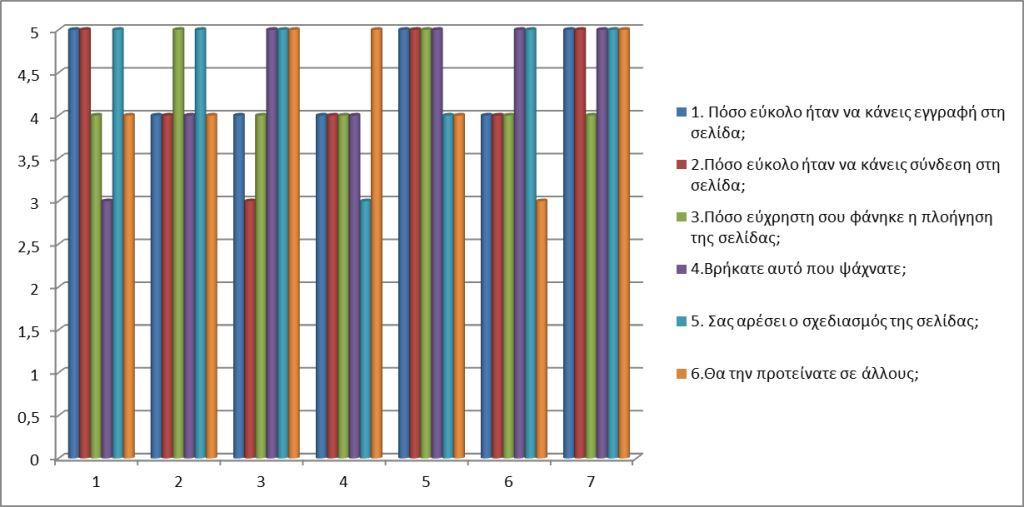 5
4,5
4
3,5
3
2,5
2
1,5
1
0,5
0
1 2 3 4 5 6 7
1. Πόσο εύκολο ήταν να κάνεις εγγραφή στη
σελίδα;
2.Πόσο εύκολο ήταν να κάνεις σύνδεση στη
σελίδα;
3.Πόσο εύχρηστη σου φάνηκε η πλοήγηση
της σελίδας;
4.Βρήκατε αυτό που ψάχνατε;
5. Σας αρέσει ο σχεδιασμός της σελίδας;
6.Θα την προτείνατε σε άλλους;